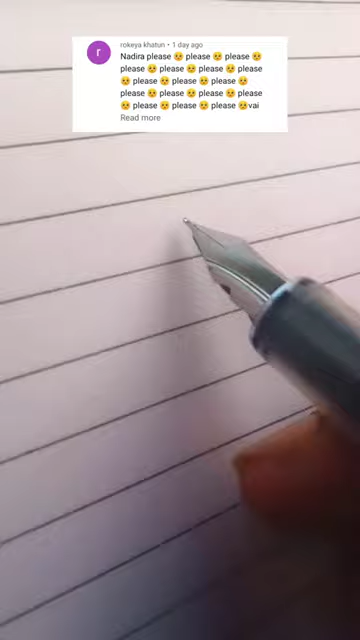 r
rokeya khatun • 1 day ago
Nadira please 🥺 please 🥺 please 🥺
please 🥺 please 🥺 please 🥺 please
🥺 please 🥺 please 🥺 please 🥺
please 🥺 please 🥺 please 🥺 please
🥺 please 🥺 please 🥺 please 🥺vai
Read more